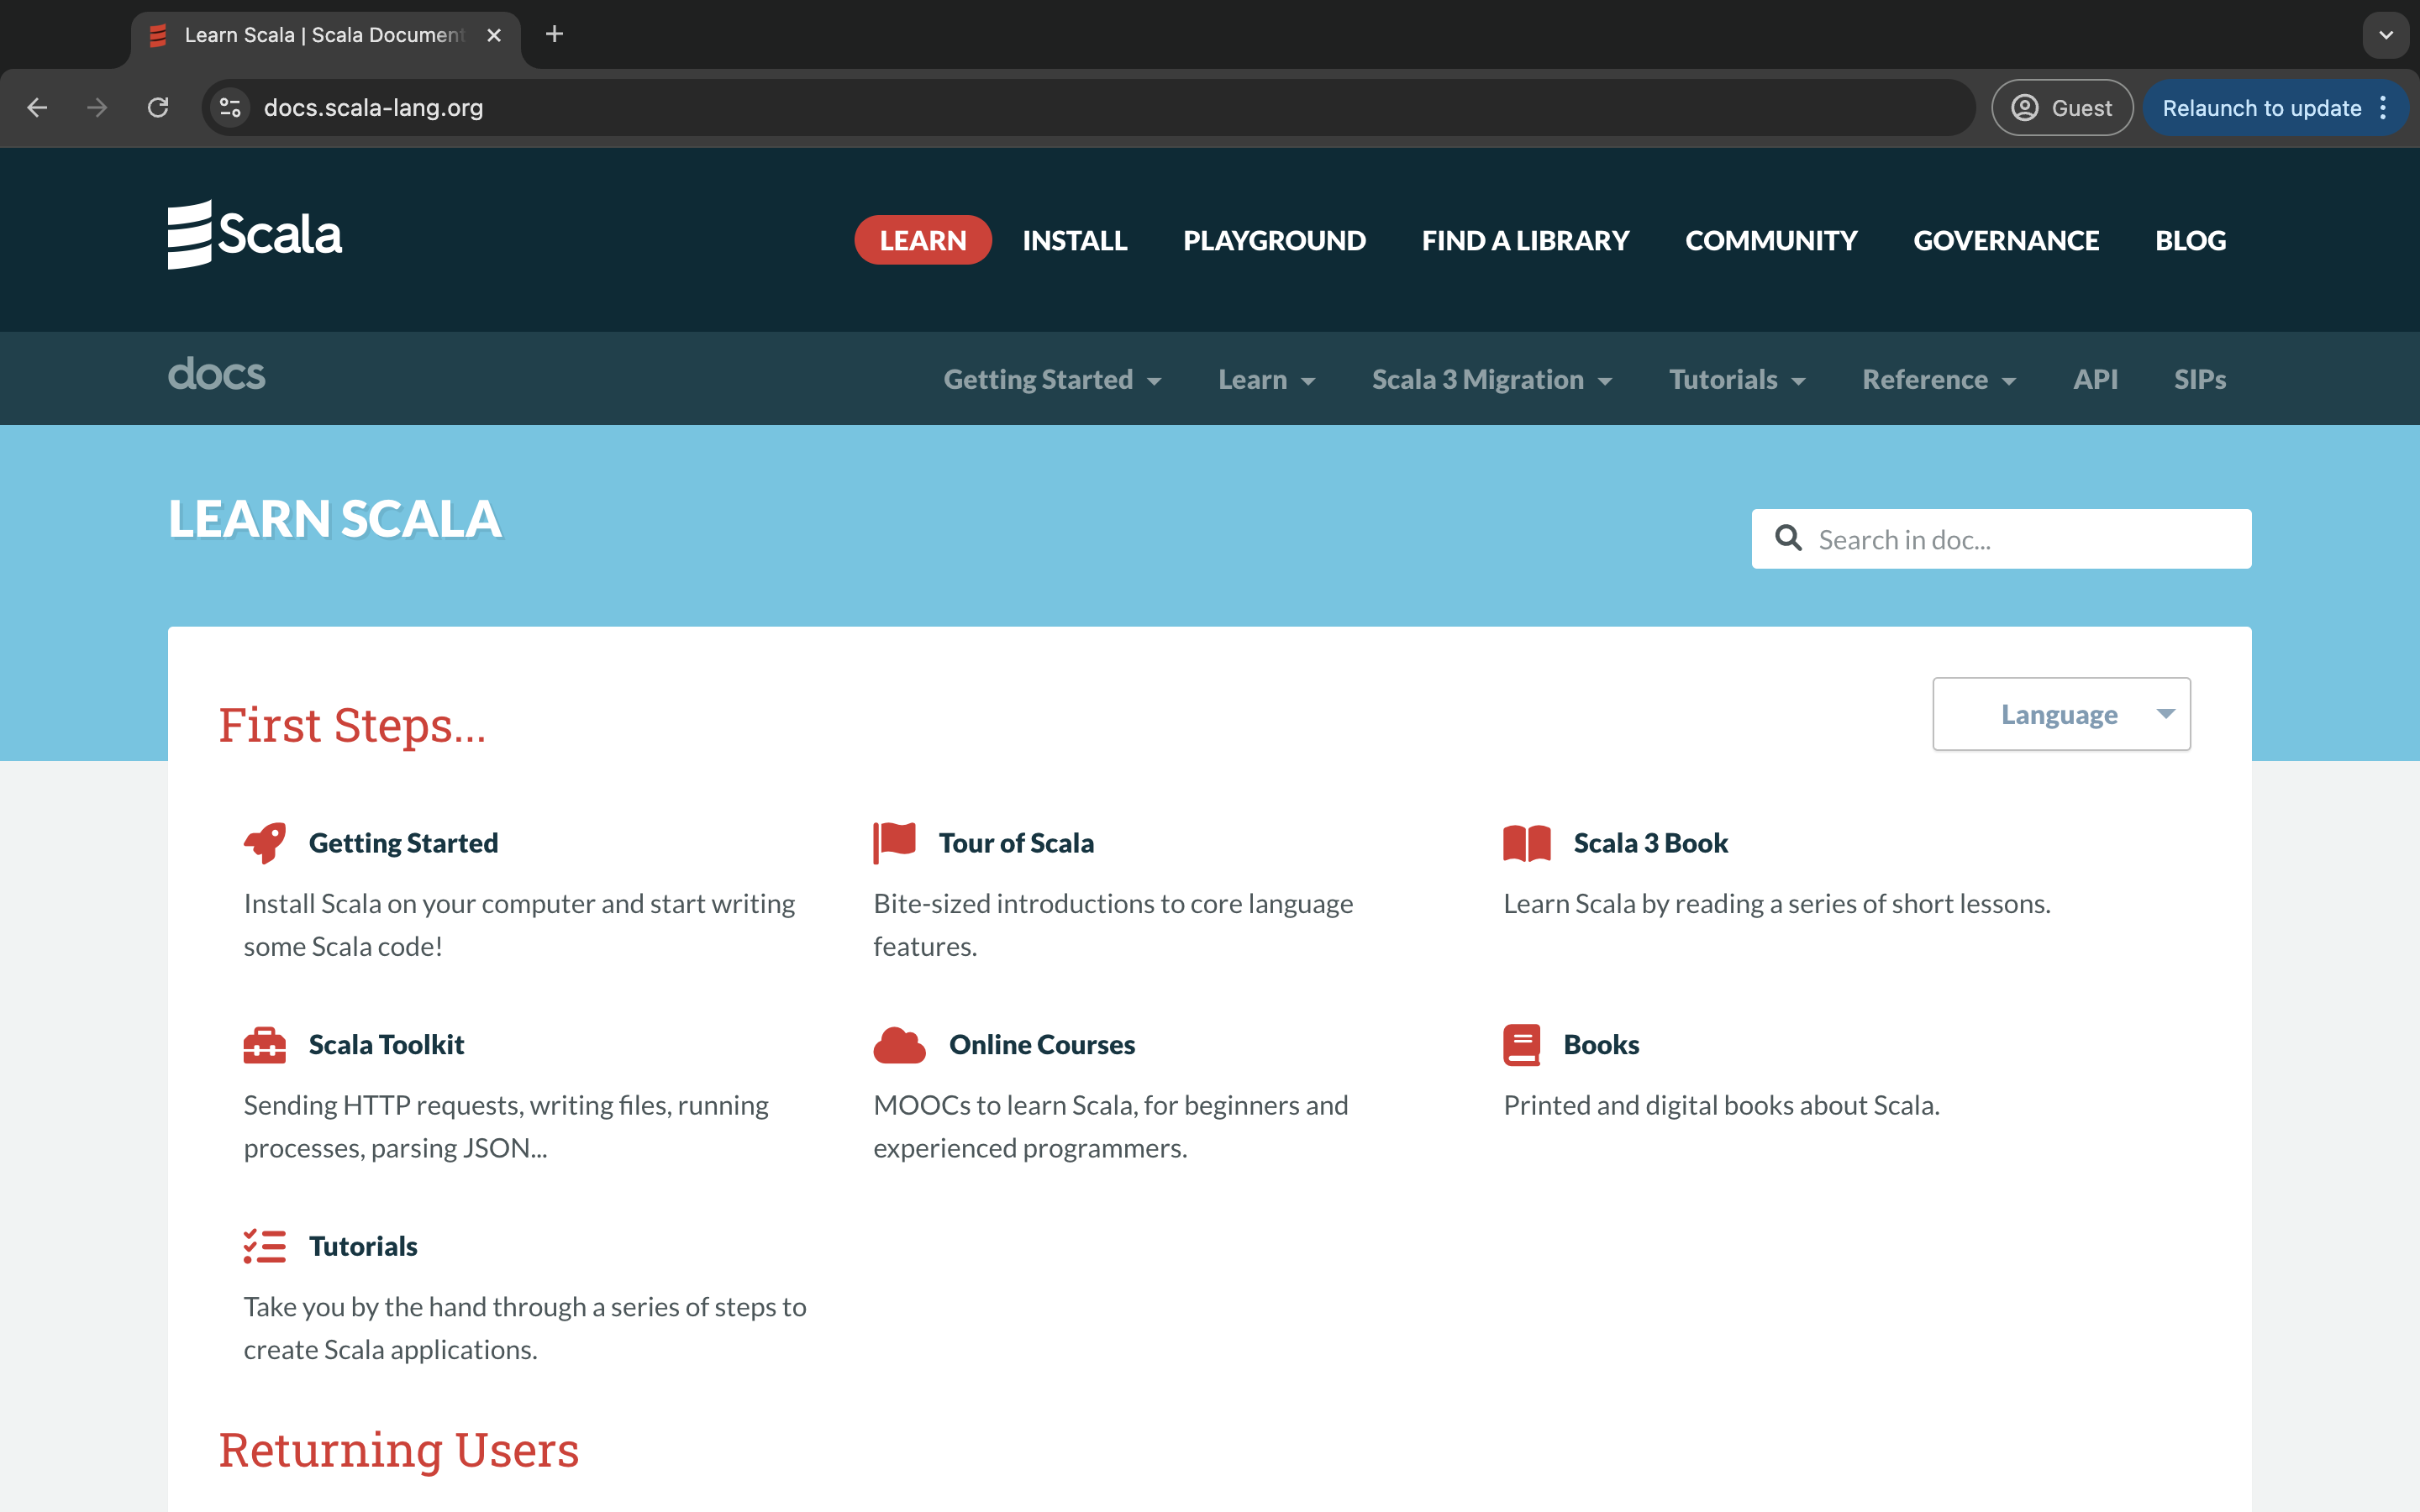 Learn Scala | Scala Document
docs.scala-lang.org
Guest
Relaunch to update
Scala
LEARN
INSTALL
PLAYGROUND
FIND A LIBRARY
COMMUNITY
GOVERNANCE
BLOG
docs
Getting Started
Learn
Scala 3 Migration
Tutorials
Reference
API
SIPs
LEARN SCALA
Search in doc...
First Steps...
Language
Getting Started
Install Scala on your computer and start writing
some Scala code!
Tour of Scala
Bite-sized introductions to core language
features.
Scala 3 Book
Learn Scala by reading a series of short lessons.
Scala Toolkit
Sending HTTP requests, writing files, running
processes, parsing JSON...
Online Courses
MOOCs to learn Scala, for beginners and
experienced programmers.
Books
Printed and digital books about Scala.
Tutorials
Take you by the hand through a series of steps to
create Scala applications.
Returning Users